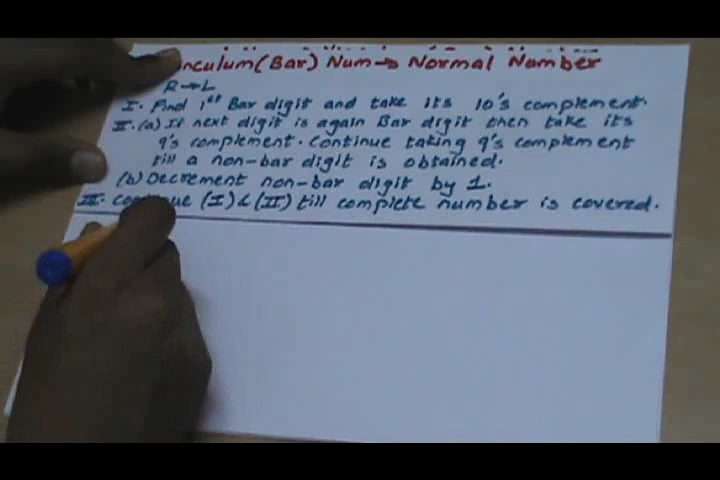 nculum (Bar) Num → Normal Number
R → L
I. Find 1st Bar digit and take its 10's complement.
II. (a) If next digit is again Bar digit then take its
9's complement. Continue taking 9's complement
till a non-bar digit is obtained.
(b) Decrement non-bar digit by 1.
III. Continue (I) & (II) till complete number is covered.